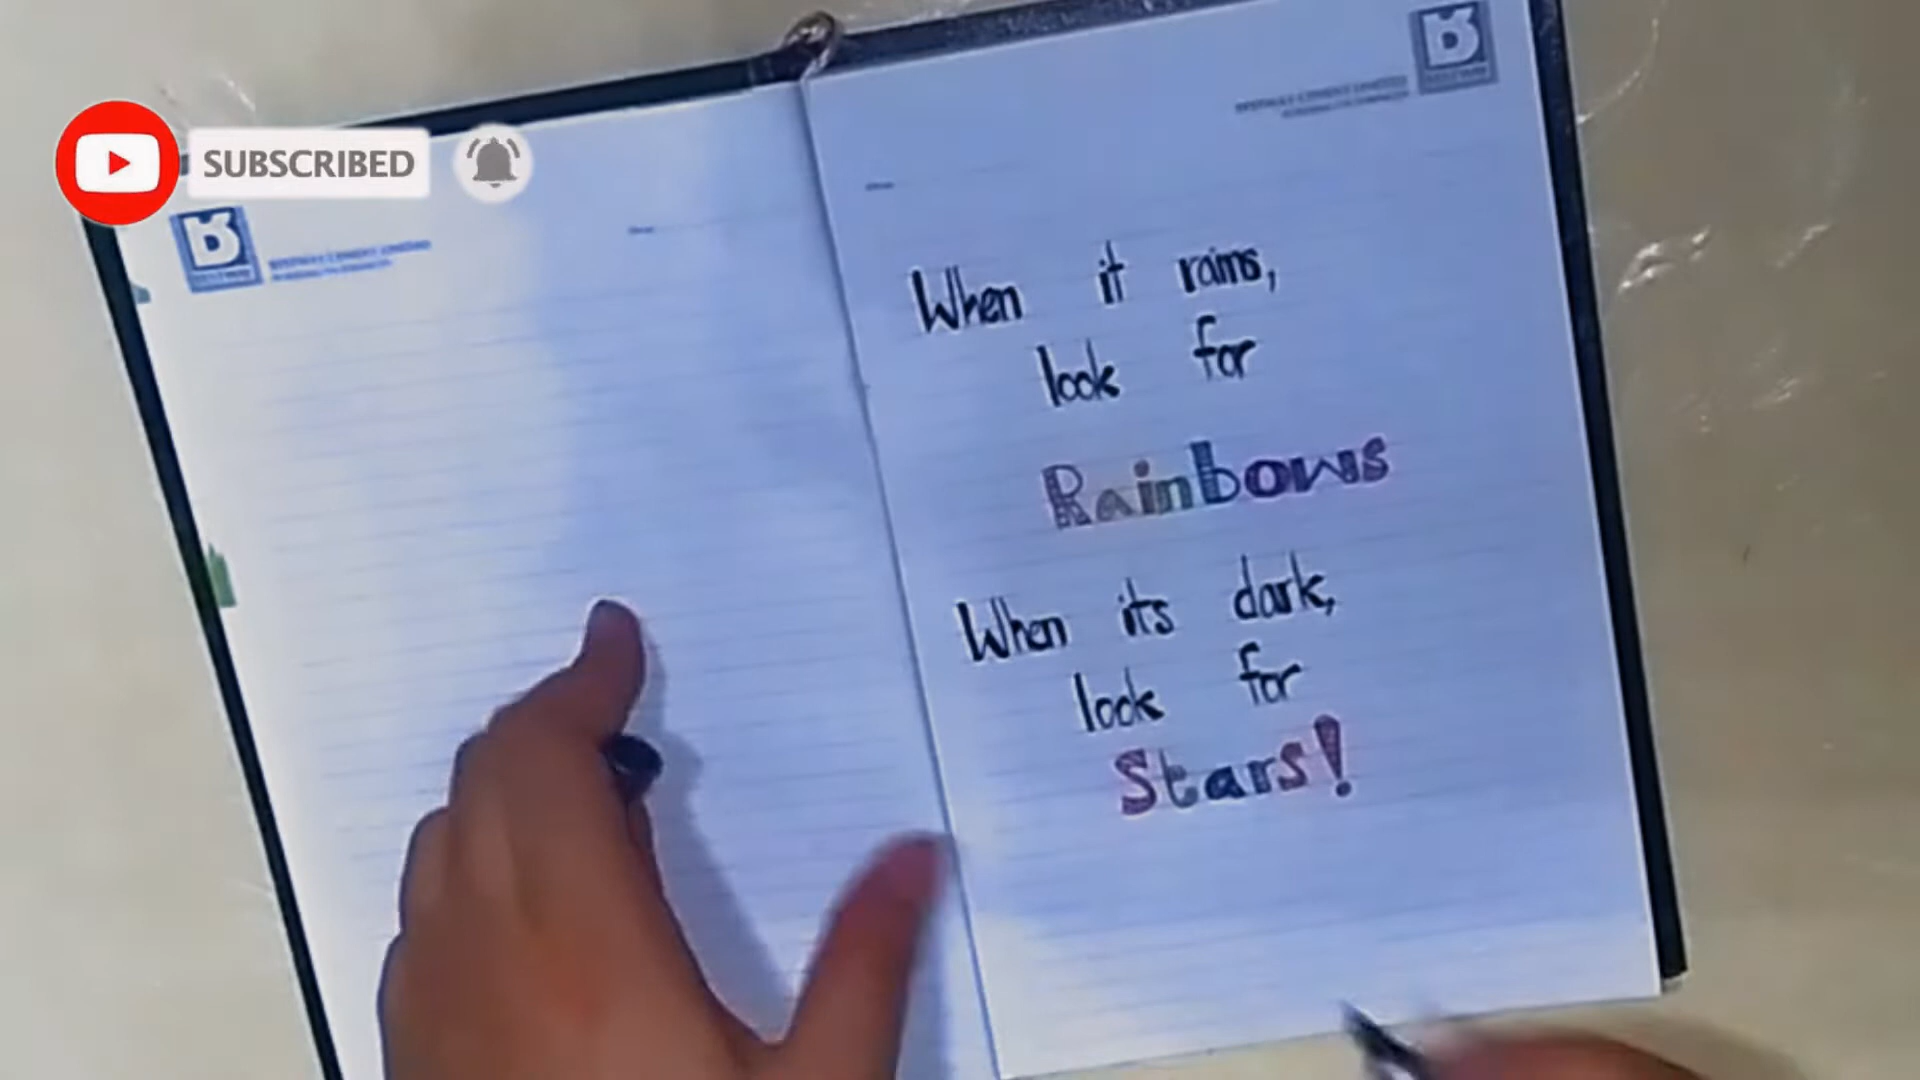 SUBSCRIBED
When it rains,
look for
Rainbows
When its dark,
look for
Stars!